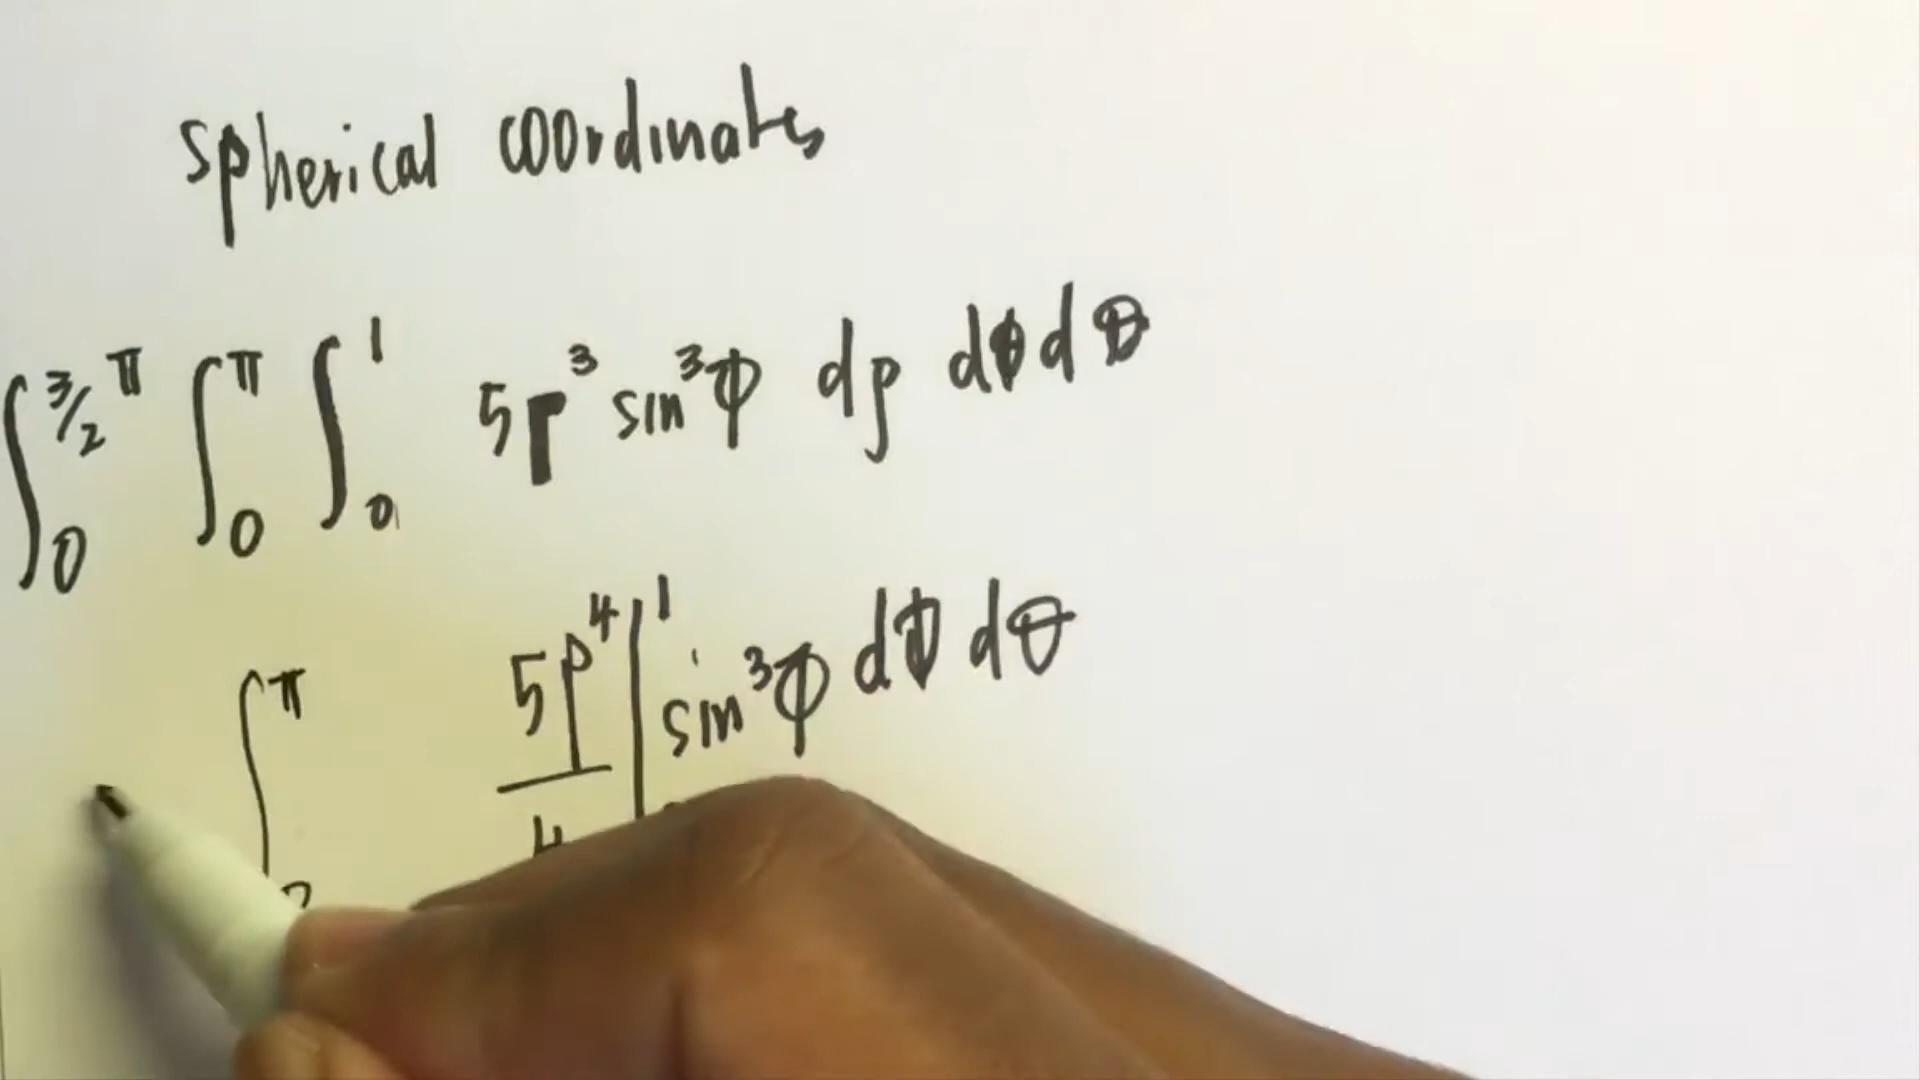 spherical coordinates
∫₀^{3/2 π} ∫₀^π ∫₀^1 5ρ³ sin³φ dρ dφ dθ
∫₀^π 5ρ⁴/4 |^1 sin³φ dφ dθ